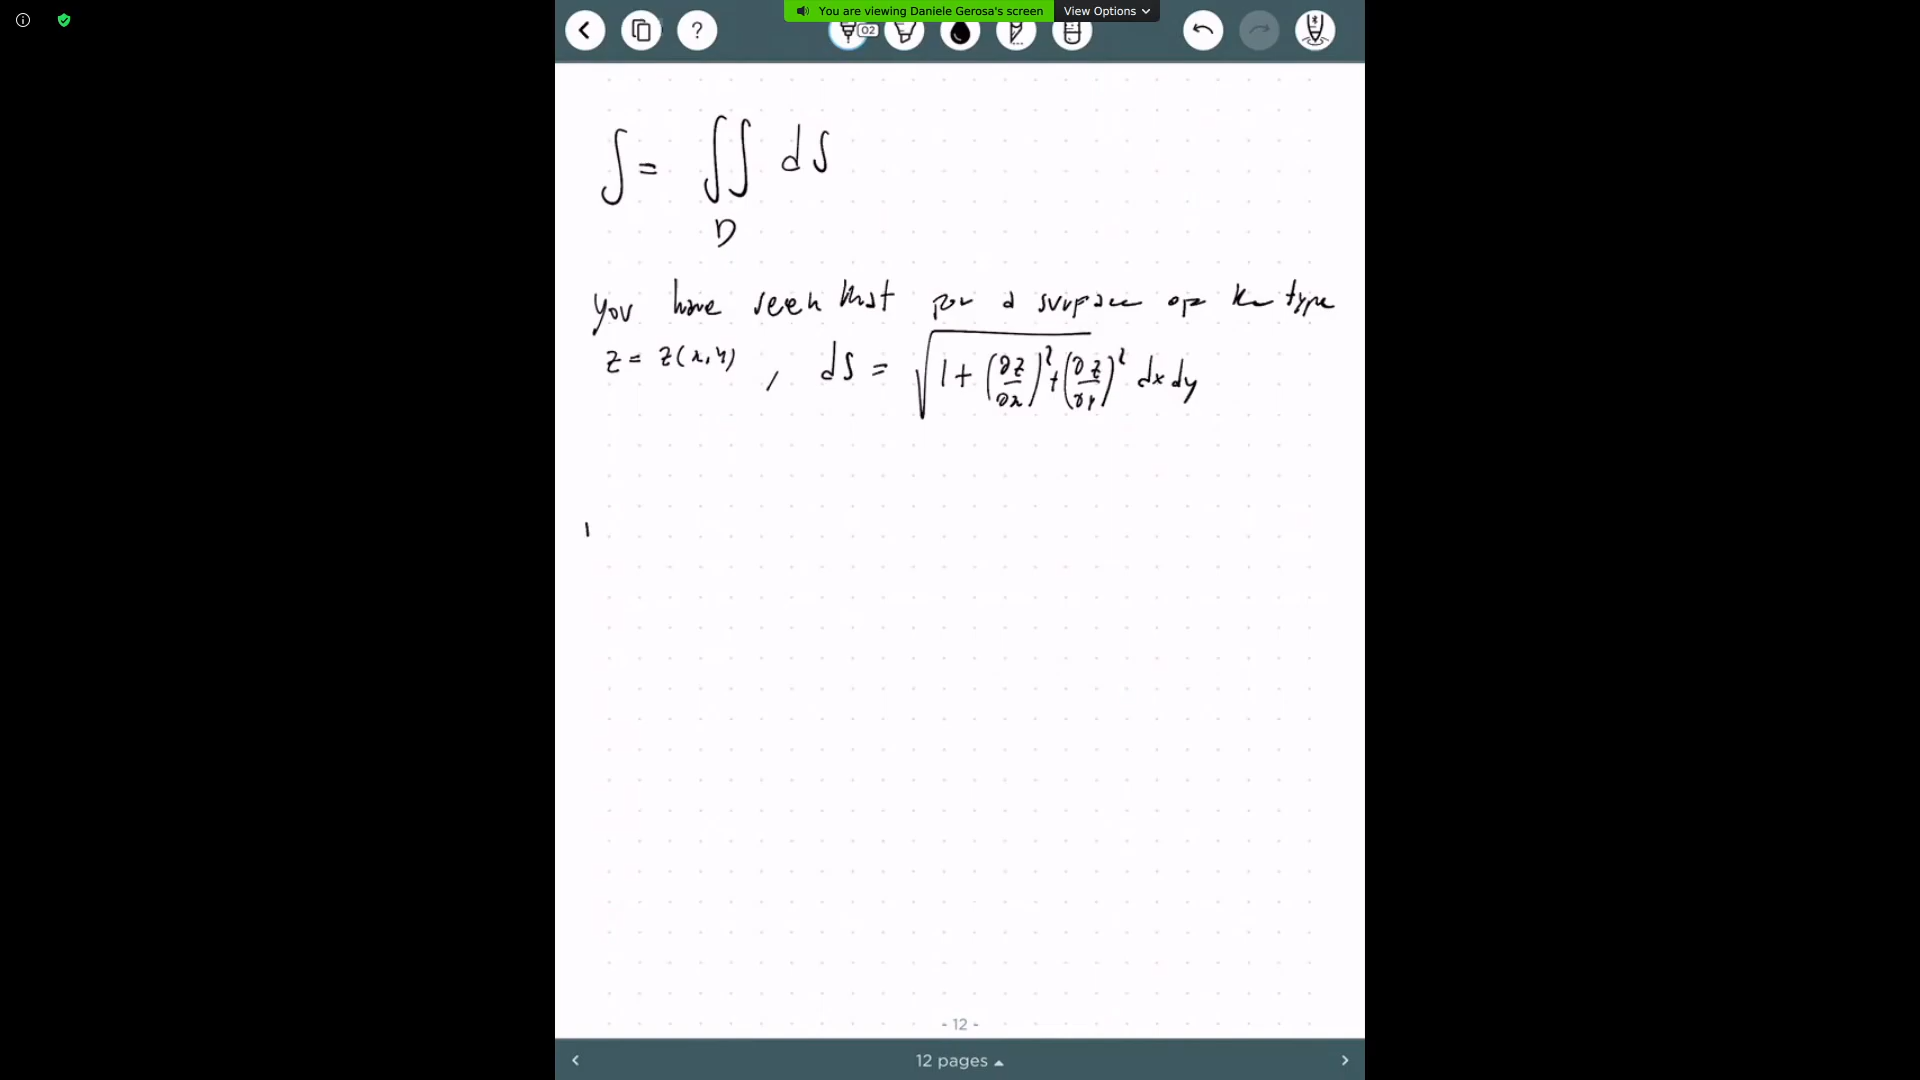 You are viewing Daniele Gerosa's screen View Options
? 02
S = ∬ dS
D
You have seen that for a surface of the type
z = z(x,y) , dS = √(1 + (∂z/∂x)² + (∂z/∂y)²) dx dy
- 12 -
12 pages